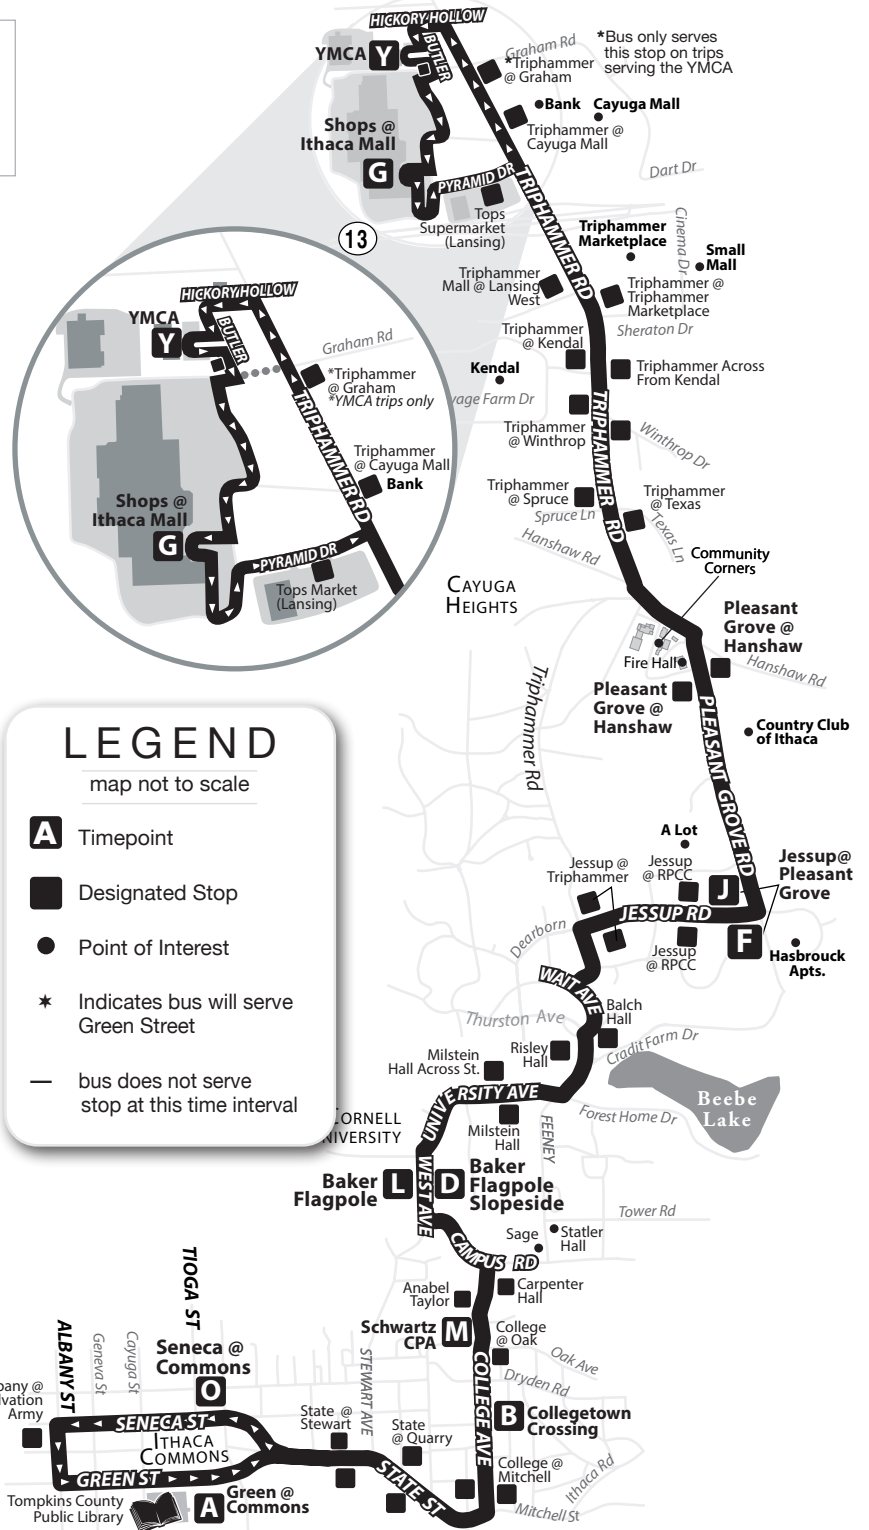 HICKORY HOLLOW
YMCA Y
BUTLER
Graham Rd
*Triphammer
@ Graham
*Bus only serves
this stop on trips
serving the YMCA
Bank
Cayuga Mall
Triphammer @
Cayuga Mall
Shops @
Ithaca Mall
G
PYRAMID DR
Dart Dr
Tops
Supermarket
(Lansing)
TRIPHAMMER RD
13
Triphammer
Marketplace
Cinema Dr
Small
Mall
Triphammer
Mall @ Lansing
West
Triphammer @
Triphammer
Marketplace
Sheraton Dr
Triphammer
@ Kendal
Triphammer Across
From Kendal
Kendal
vage Farm Dr
TRIPHAMMER RD
Triphammer
@ Winthrop
Winthrop Dr
Triphammer
@ Spruce
Spruce Ln
Triphammer
@ Texas
Texas Ln
Hanshaw Rd
HICKORY HOLLOW
YMCA
Y
BUTLER
Graham Rd
*Triphammer
@ Graham
*YMCA trips only
TRIPHAMMER RD
Triphammer
@ Cayuga Mall
Bank
Shops @
Ithaca Mall
G
PYRAMID DR
Tops Market
(Lansing)
CAYUGA
HEIGHTS
Community
Corners
Pleasant
Grove @
Hanshaw
Fire Hall
Hanshaw Rd
Pleasant
Grove @
Hanshaw
Triphammer Rd
PLEASANT GROVE RD
Country Club
of Ithaca
LEGEND
map not to scale
A Timepoint
Designated Stop
Point of Interest
✶ Indicates bus will serve
Green Street
— bus does not serve
stop at this time interval
A Lot
Jessup @
Triphammer
Jessup
@ RPCC
J
Jessup@
Pleasant
Grove
JESSUP RD
F
Jessup
@ RPCC
Hasbrouck
Apts.
Dearborn
WAIT AVE
Thurston Ave
Balch
Hall
Risley
Hall
Cradit Farm Dr
Milstein
Hall Across St.
UNIVERSITY AVE
Beebe
Lake
Forest Home Dr
Milstein
Hall
FEENEY
CORNELL
NIVERSITY
Baker
Flagpole
L
WEST AVE
D
Baker
Flagpole
Slopeside
Tower Rd
CAMPUS RD
Sage
Statler
Hall
Anabel
Taylor
Carpenter
Hall
Schwartz
CPA
M
College
@ Oak
Oak Ave
Dryden Rd
COLLEGE AVE
B
Collegetown
Crossing
TIOGA ST
ALBANY ST
Geneva St
Cayuga St
Seneca @
Commons
O
STEWART AVE
bany @
lvation
Army
SENECA ST
ITHACA
COMMONS
GREEN ST
State @
Stewart
State
@ Quarry
STATE ST
College @
Mitchell
Ithaca Rd
Mitchell St
Tompkins County
Public Library
A
Green @
Commons